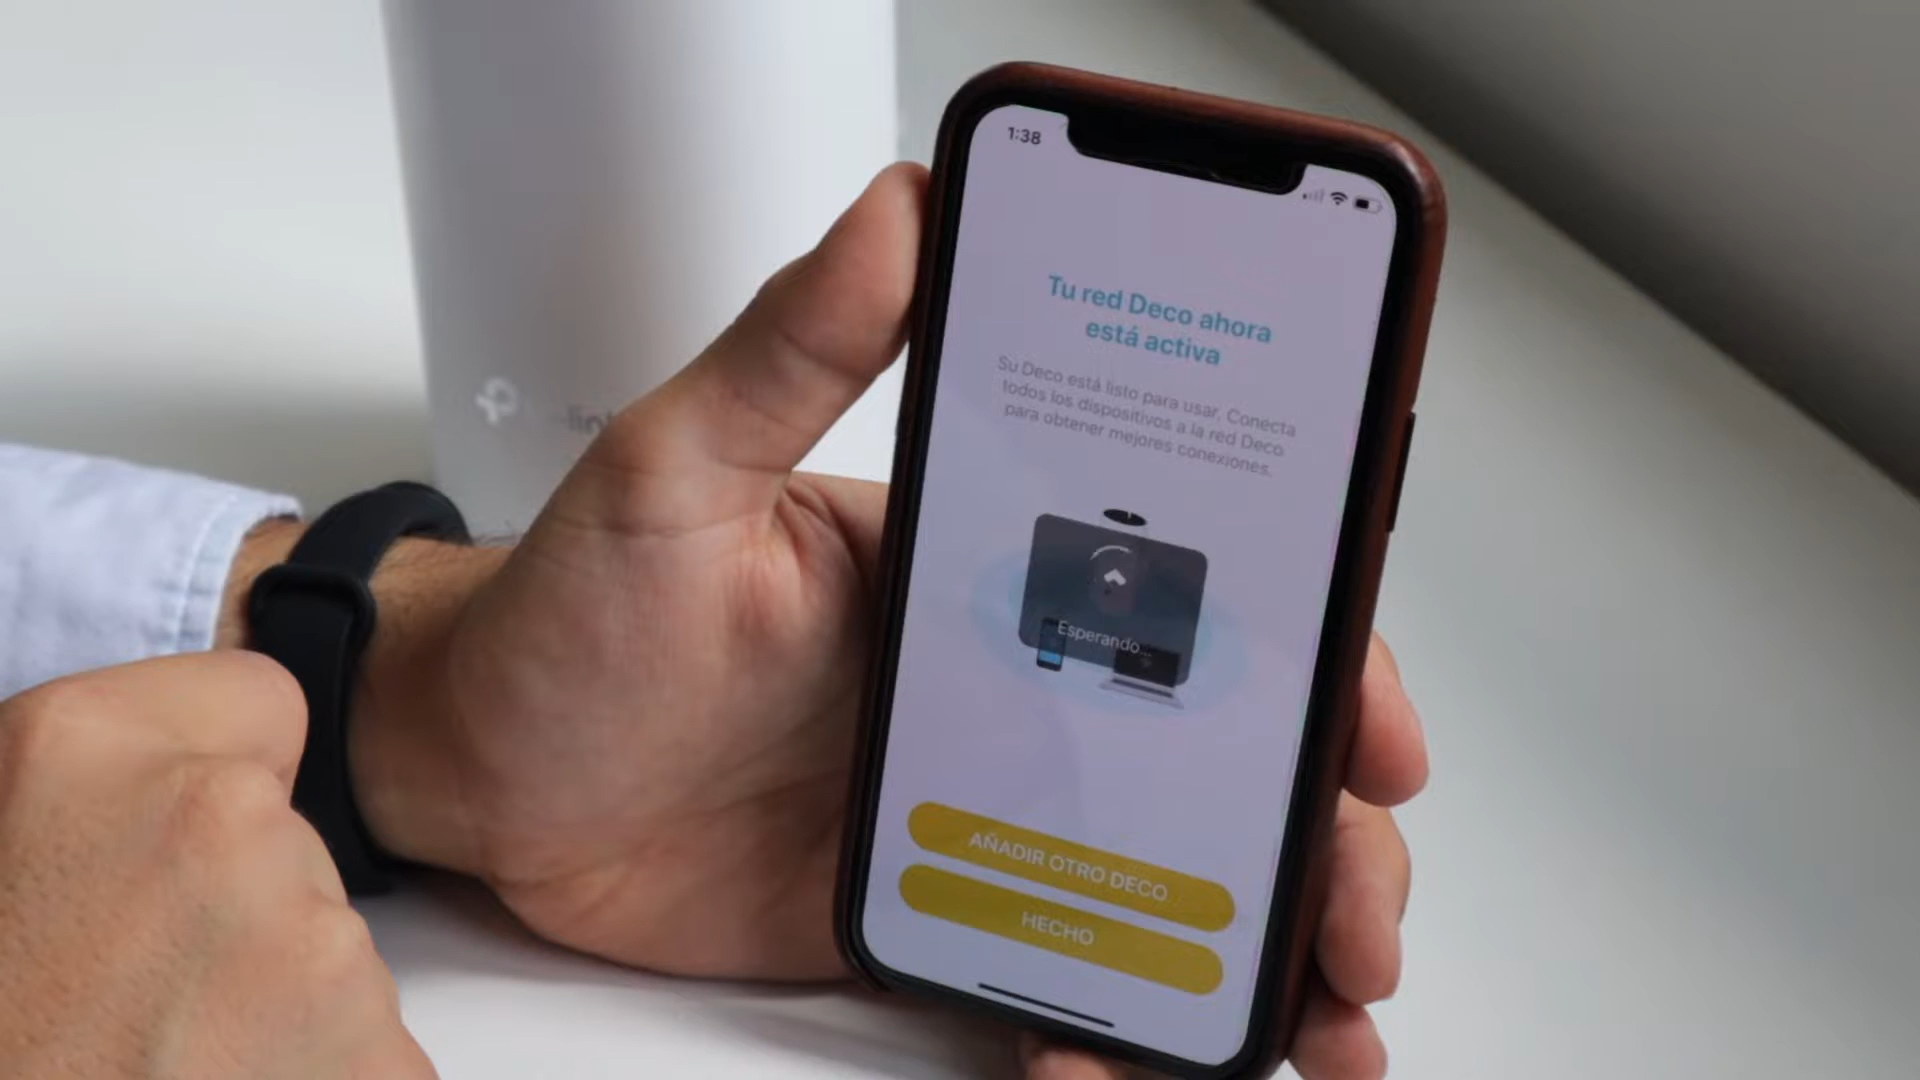 1:38
Tu red Deco ahora
está activa
Su Deco está listo para usar. Conecta
todos los dispositivos a la red Deco
para obtener mejores conexiones.
Esperando...
AÑADIR OTRO DECO
HECHO